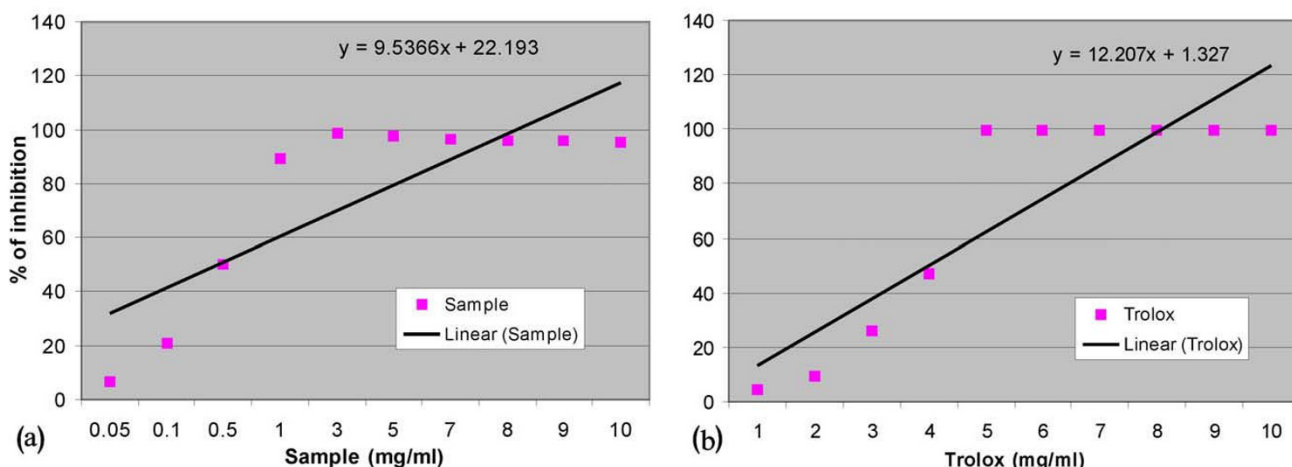 140
120
100
80
60
40
20
0
% of inhibition
y = 9.5366x + 22.193
Sample
Linear (Sample)
0.05 0.1 0.5 1 3 5 7 8 9 10
(a)
Sample (mg/ml)
140
120
100
80
60
40
20
0
y = 12.207x + 1.327
Trolox
Linear (Trolox)
1 2 3 4 5 6 7 8 9 10
(b)
Trolox (mg/ml)